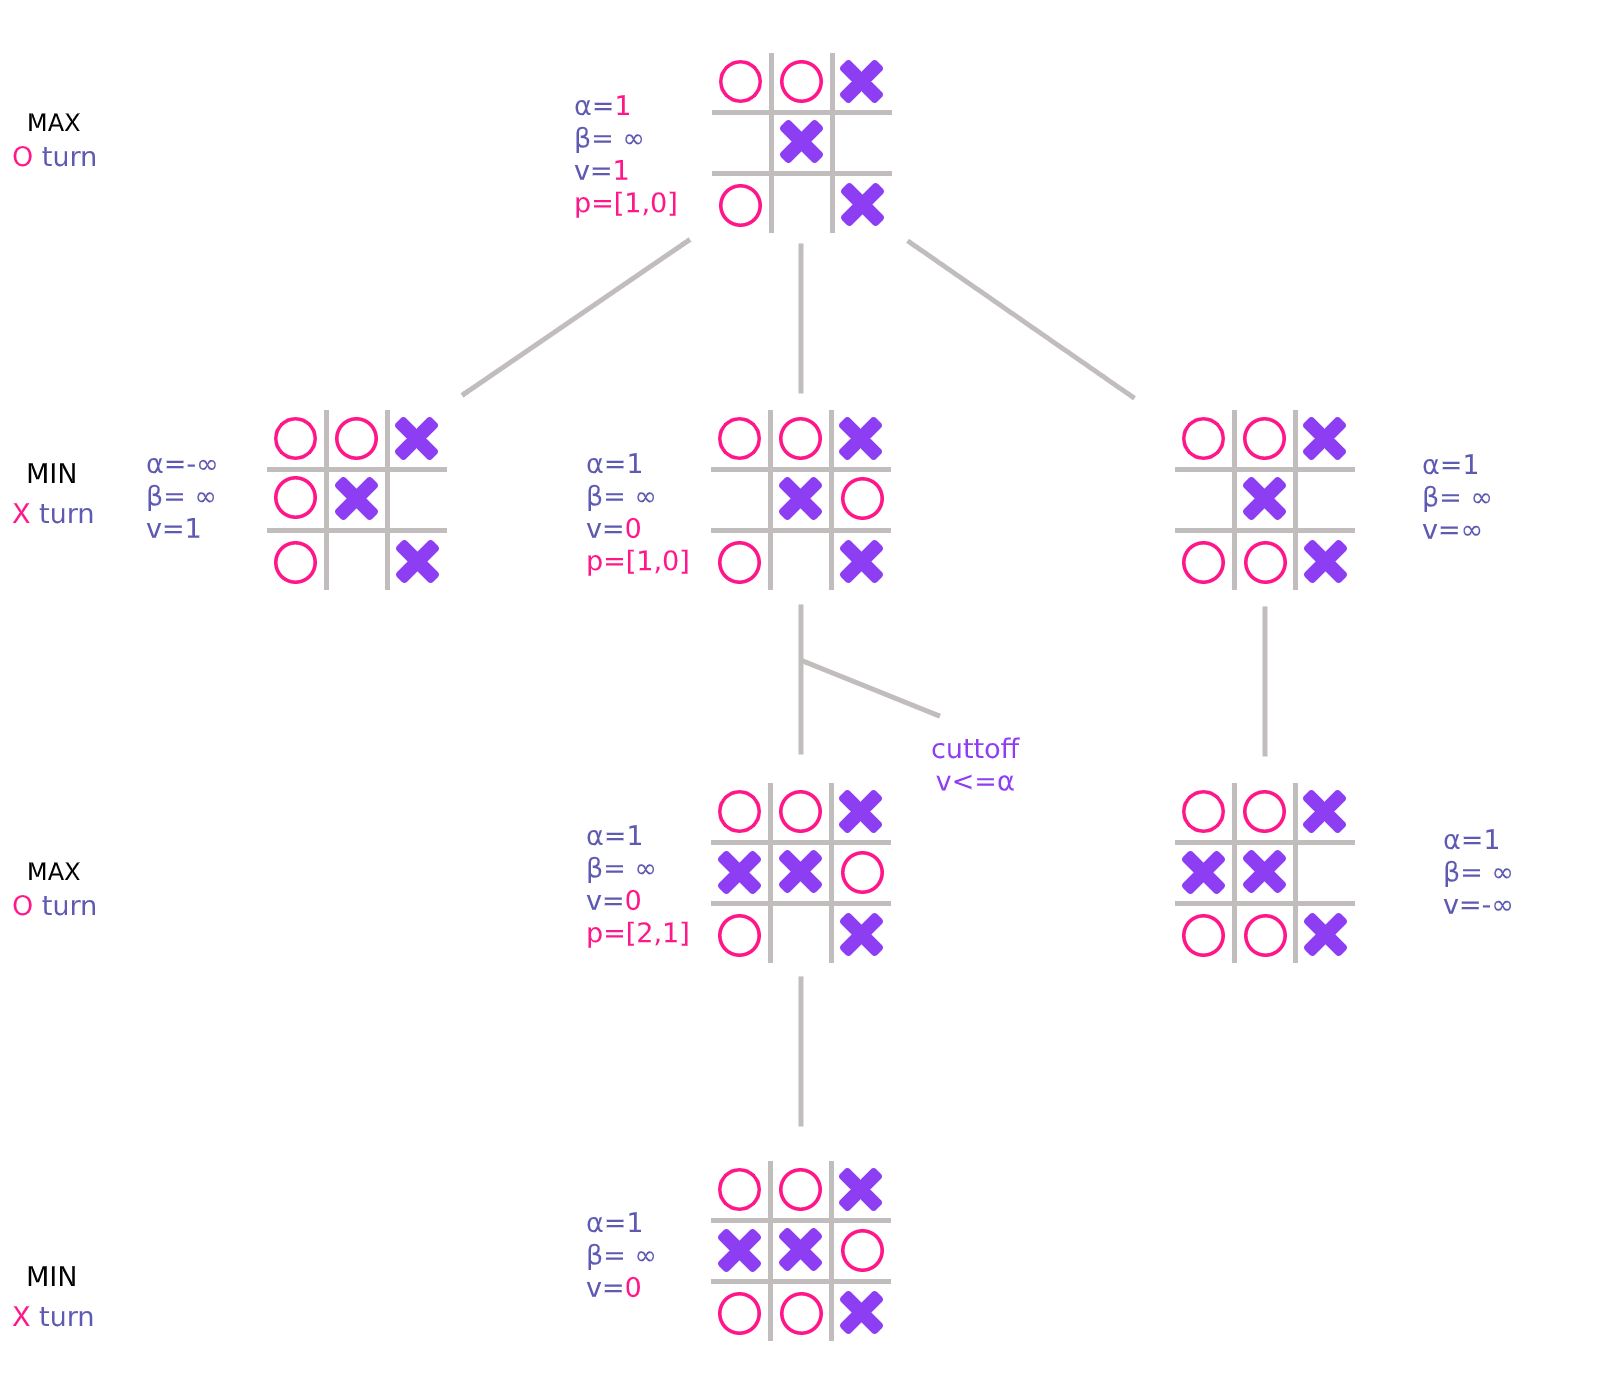 MAX
O turn
α=1
β= ∞
v=1
p=[1,0]
MIN
X turn
α=-∞
β= ∞
v=1
α=1
β= ∞
v=0
p=[1,0]
α=1
β= ∞
v=∞
cuttoff
v<=α
MAX
O turn
α=1
β= ∞
v=0
p=[2,1]
α=1
β= ∞
v=-∞
MIN
X turn
α=1
β= ∞
v=0